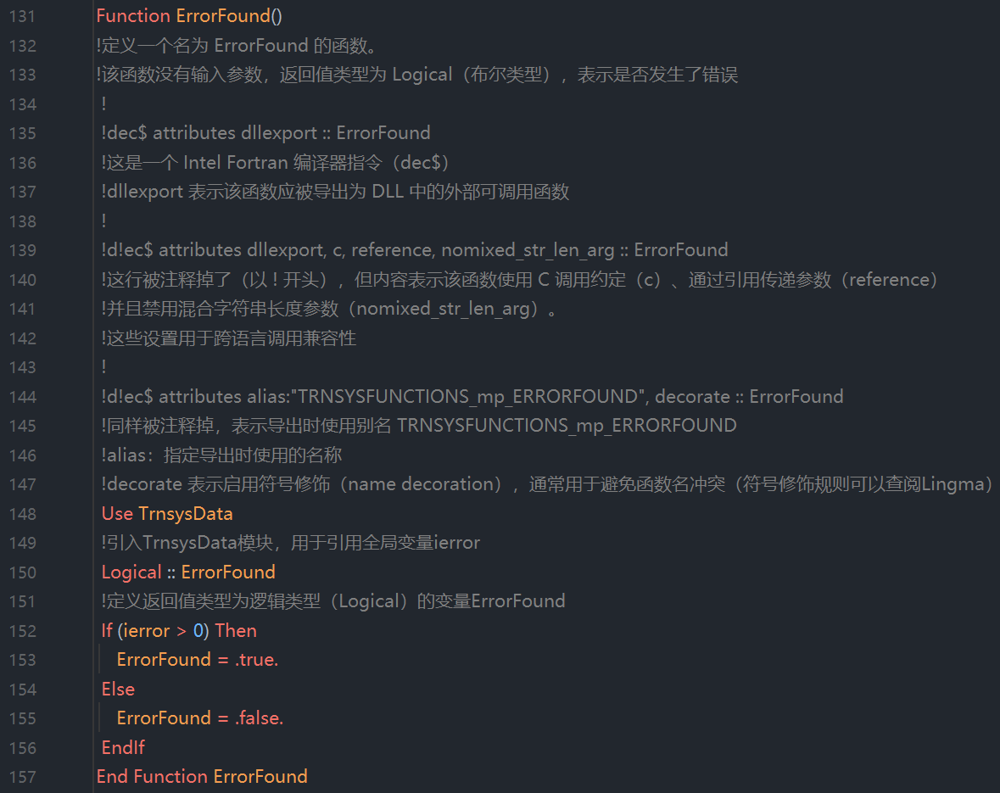 131 Function ErrorFound()
132 !定义一个名为 ErrorFound 的函数。
133 !该函数没有输入参数，返回值类型为 Logical（布尔类型），表示是否发生了错误
134 !
135 !dec$ attributes dllexport :: ErrorFound
136 !这是一个 Intel Fortran 编译器指令（dec$）
137 !dllexport 表示该函数应被导出为 DLL 中的外部可调用函数
138 !
139 !d!ec$ attributes dllexport, c, reference, nomixed_str_len_arg :: ErrorFound
140 !这行被注释掉了（以 ! 开头），但内容表示该函数使用 C 调用约定（c）、通过引用传递参数（reference）
141 !并且禁用混合字符串长度参数（nomixed_str_len_arg）。
142 !这些设置用于跨语言调用兼容性
143 !
144 !d!ec$ attributes alias:"TRNSYSFUNCTIONS_mp_ERRORFOUND", decorate :: ErrorFound
145 !同样被注释掉，表示导出时使用别名 TRNSYSFUNCTIONS_mp_ERRORFOUND
146 !alias：指定导出时使用的名称
147 !decorate 表示启用符号修饰（name decoration），通常用于避免函数名冲突（符号修饰规则可以查阅Lingma）
148 Use TrnsysData
149 !引入TrnsysData模块，用于引用全局变量ierror
150 Logical :: ErrorFound
151 !定义返回值类型为逻辑类型（Logical）的变量ErrorFound
152 If (ierror > 0) Then
153 ErrorFound = .true.
154 Else
155 ErrorFound = .false.
156 EndIf
157 End Function ErrorFound